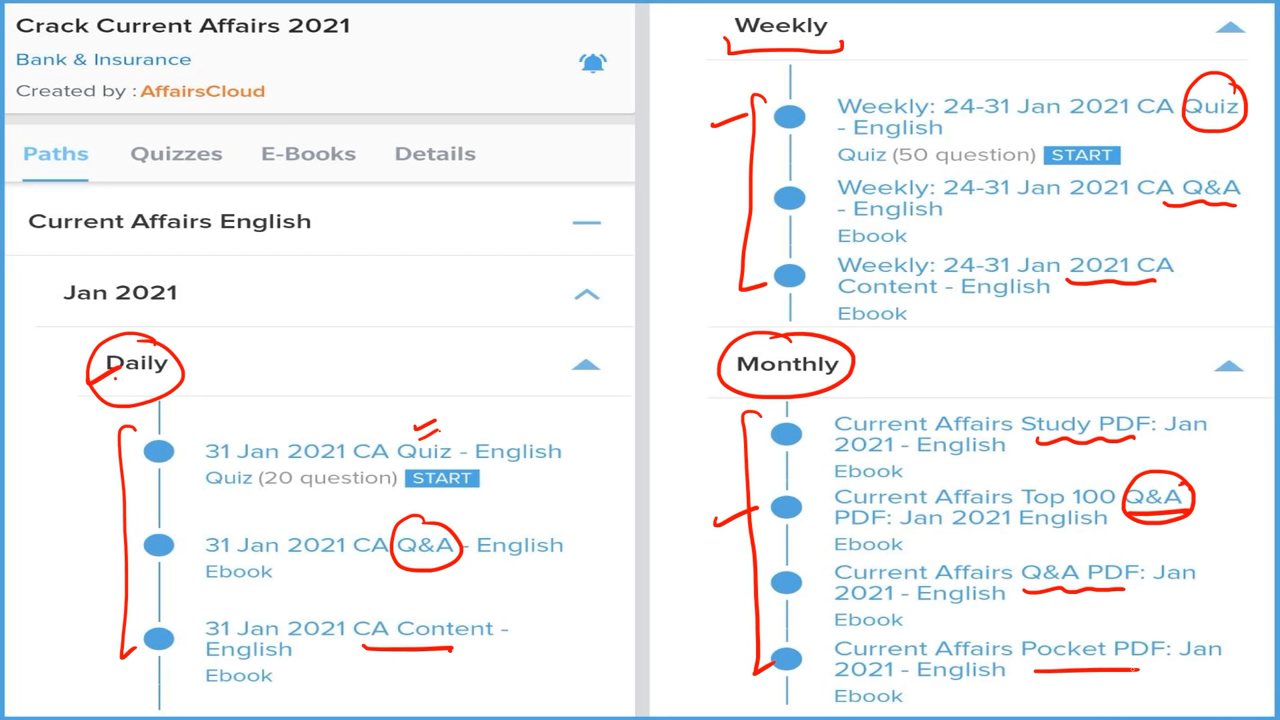 Crack Current Affairs 2021
Bank & Insurance
Created by : AffairsCloud
Paths Quizzes E-Books Details
Current Affairs English
Jan 2021
Daily
31 Jan 2021 CA Quiz - English
Quiz (20 question) START
31 Jan 2021 CA Q&A - English
Ebook
31 Jan 2021 CA Content -
English
Ebook
Weekly
Weekly: 24-31 Jan 2021 CA Quiz
- English
Quiz (50 question) START
Weekly: 24-31 Jan 2021 CA Q&A
- English
Ebook
Weekly: 24-31 Jan 2021 CA
Content - English
Ebook
Monthly
Current Affairs Study PDF: Jan
2021 - English
Ebook
Current Affairs Top 100 Q&A
PDF: Jan 2021 English
Ebook
Current Affairs Q&A PDF: Jan
2021 - English
Ebook
Current Affairs Pocket PDF: Jan
2021 - English
Ebook